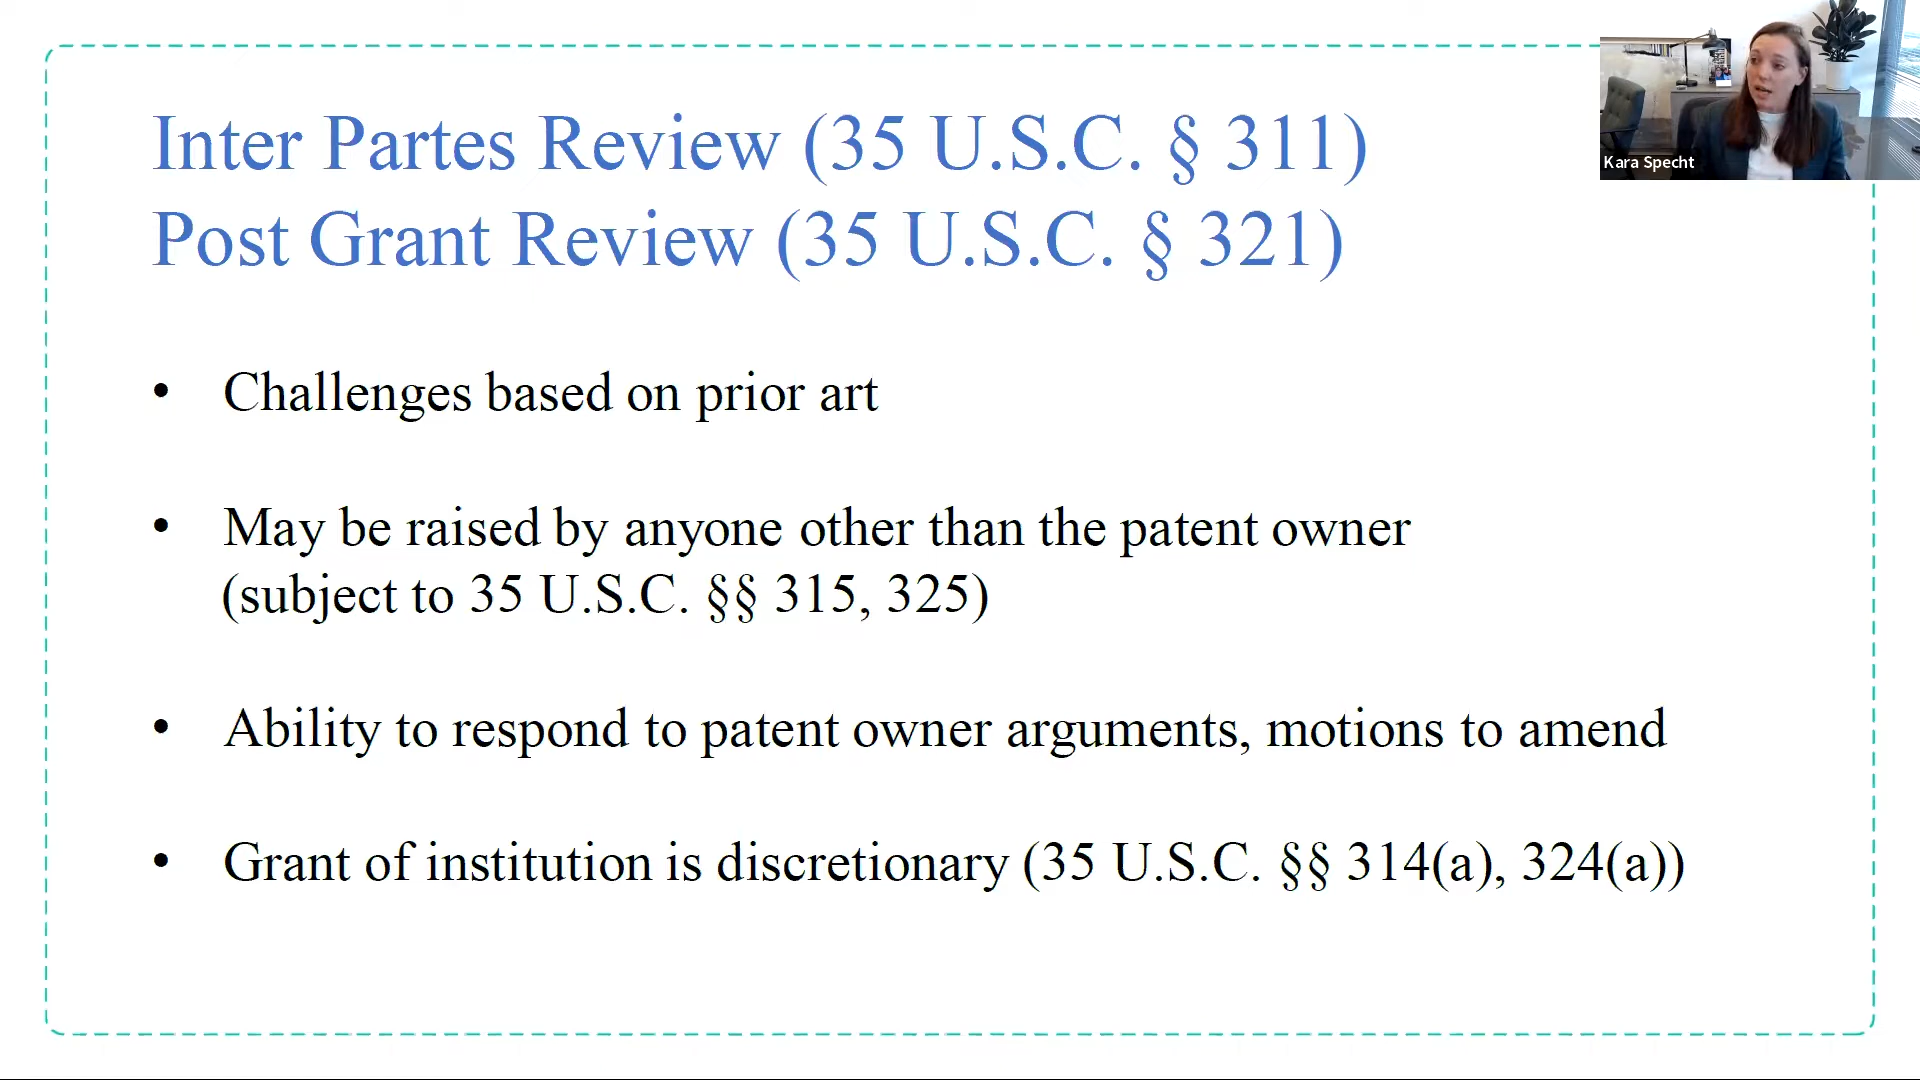 Inter Partes Review (35 U.S.C. § 311)
Post Grant Review (35 U.S.C. § 321)
Kara Specht
• Challenges based on prior art
• May be raised by anyone other than the patent owner
(subject to 35 U.S.C. §§ 315, 325)
• Ability to respond to patent owner arguments, motions to amend
• Grant of institution is discretionary (35 U.S.C. §§ 314(a), 324(a))